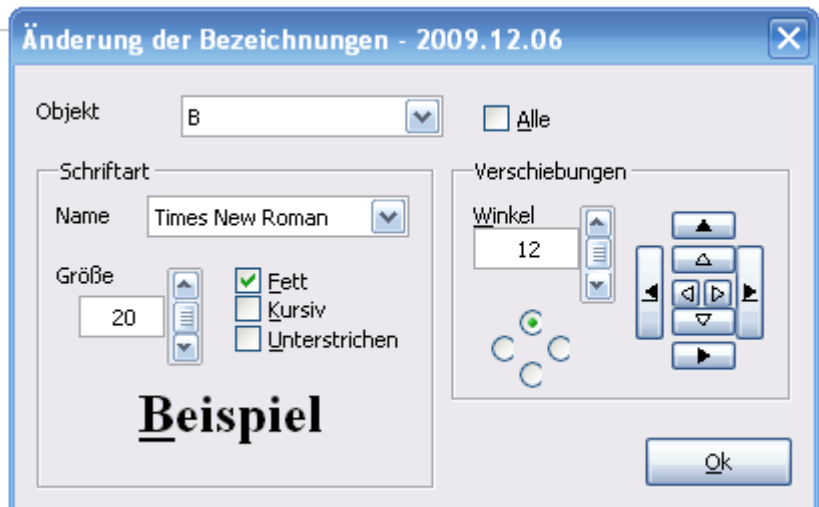 Änderung der Bezeichnungen - 2009.12.06
Objekt
B
Alle
Schriftart
Name
Times New Roman
Größe
20
Fett
Kursiv
Unterstrichen
Beispiel
Verschiebungen
Winkel
12
Ok